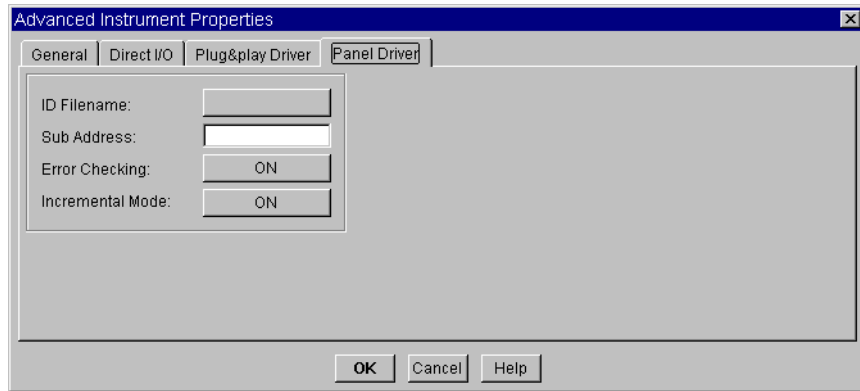 Advanced Instrument Properties
General Direct I/O Plug&play Driver Panel Driver
ID Filename:
Sub Address:
Error Checking: ON
Incremental Mode: ON
OK Cancel Help